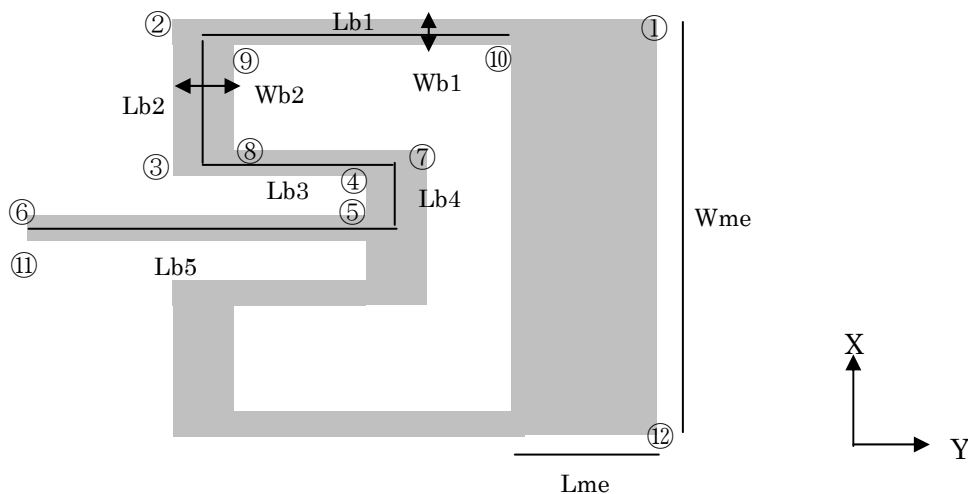 ② Lb1 ①
⑨ ⑩
Lb2 Wb2 Wb1
③ ⑧ ⑦
Lb3 ④ Lb4
⑥ ⑤ Wme
⑪ Lb5
X
⑫ Y
Lme